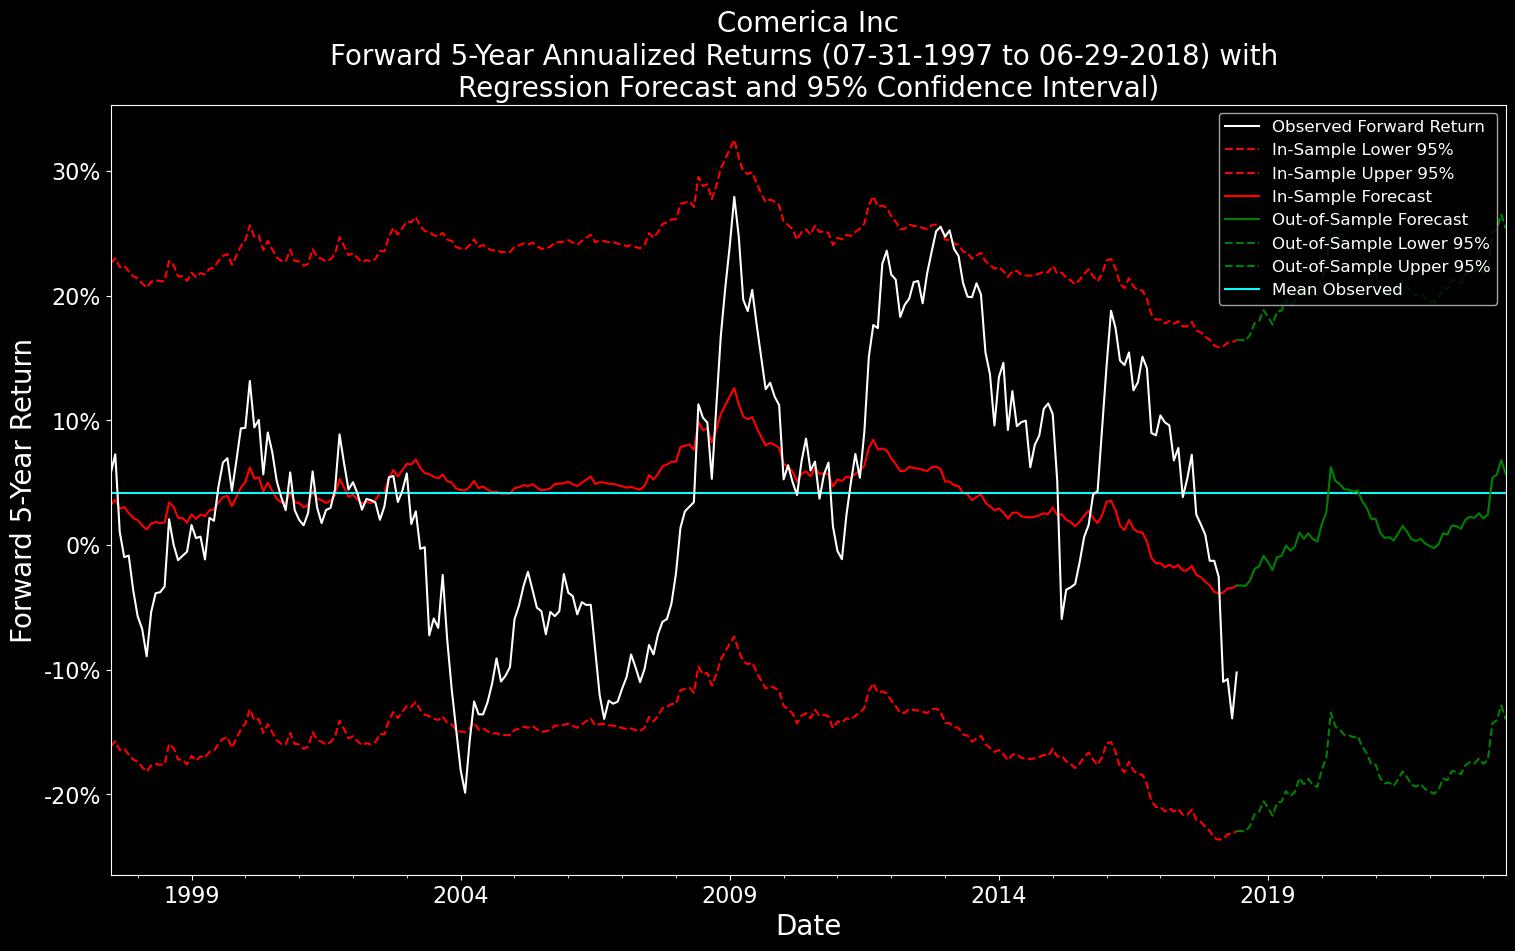 Comerica Inc
Forward 5-Year Annualized Returns (07-31-1997 to 06-29-2018) with
Regression Forecast and 95% Confidence Interval)
Observed Forward Return
In-Sample Lower 95%
In-Sample Upper 95%
In-Sample Forecast
Out-of-Sample Forecast
Out-of-Sample Lower 95%
Out-of-Sample Upper 95%
Mean Observed
Forward 5-Year Return
30%
20%
10%
0%
-10%
-20%
1999
2004
2009
2014
2019
Date